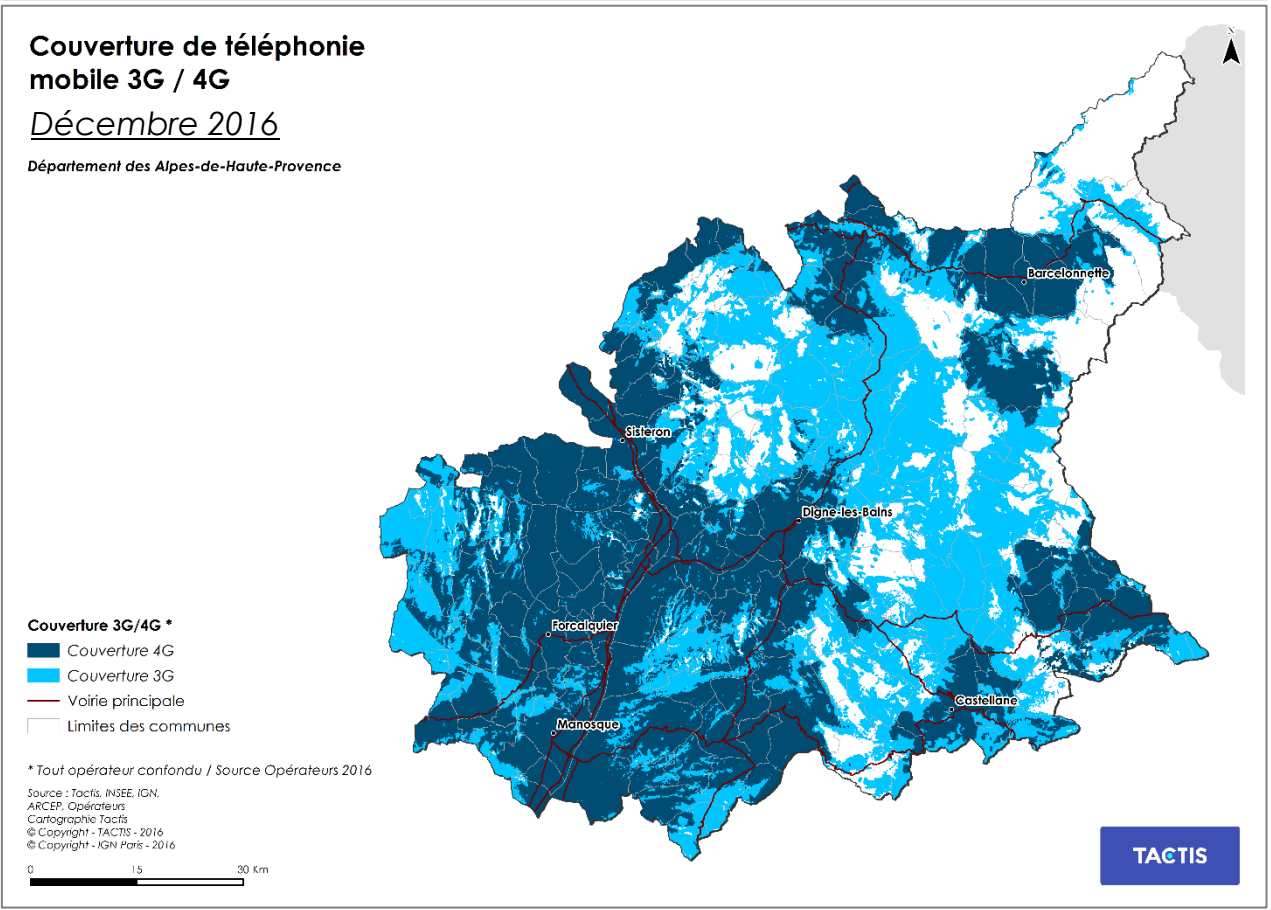 Couverture de téléphonie
mobile 3G / 4G
Décembre 2016
Département des Alpes-de-Haute-Provence
N
Barcelonnette
Sisteron
Digne-les-Bains
Forcalquier
Castellane
Manosque
Couverture 3G/4G *
Couverture 4G
Couverture 3G
Voirie principale
Limites des communes
* Tout opérateur confondu / Source Opérateurs 2016
Source : Tactis, INSEE, IGN,
ARCEP, Opérateurs
Cartographie Tactis
© Copyright - TACTIS - 2016
© Copyright - IGN Paris - 2016
0 15 30 Km
TACTIS